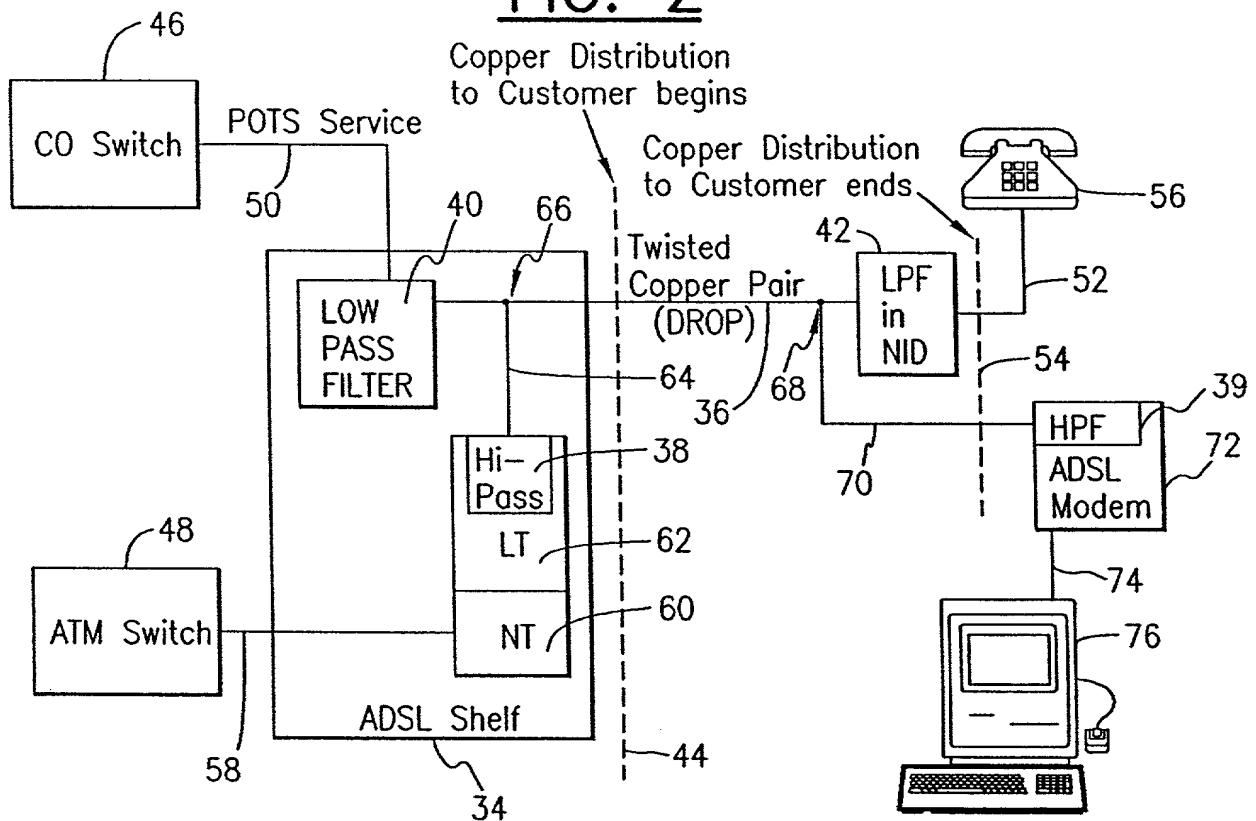 FIG. 2
46
Copper Distribution
to Customer begins
CO Switch
POTS Service
50
Copper Distribution
to Customer ends
56
40
66
42
Twisted
Copper Pair
(DROP)
LOW
PASS
FILTER
LPF
in
NID
52
54
64
36
68
39
HPF
ADSL
Modem
72
70
Hi-
Pass
38
LT
62
48
74
ATM Switch
NT
60
76
58
ADSL Shelf
34
44